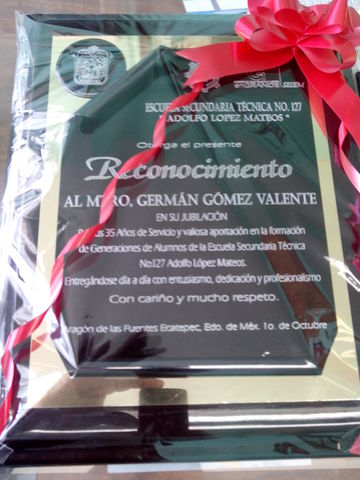 SEIEM
ESCUELA SECUNDARIA TÉCNICA NO. 127
" ADOLFO LOPEZ MATEOS "
Otorga el presente
Reconocimiento
AL MTRO. GERMÁN GÓMEZ VALENTE
EN SU JUBILACIÓN
Por sus 35 Años de Servicio y valiosa aportación en la formación
de Generaciones de Alumnos de la Escuela Secundaria Técnica
No.127 Adolfo López Mateos.
Entregándose día a día con entusiasmo, dedicación y profesionalismo
Con cariño y mucho respeto.
Aragón de las Fuentes Ecatepec, Edo. de Méx. 1o. de Octubre